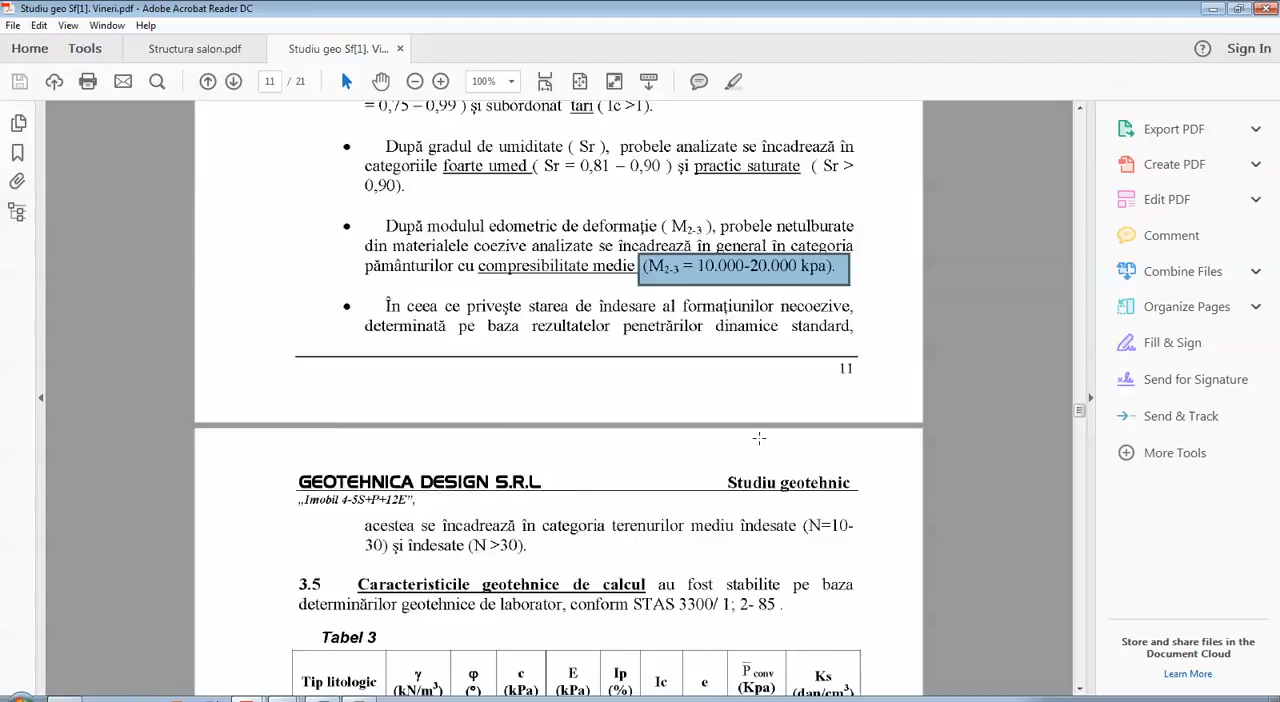 Studiu geo Sf[1]. Vineri.pdf - Adobe Acrobat Reader DC
File Edit View Window Help
Home Tools Structura salon.pdf Studiu geo Sf[1]. Vi... × Sign In
11 / 21 100%
= 0,75 – 0,99 ) şi subordonat tari ( Ic >1).
• După gradul de umiditate ( Sr ), probele analizate se încadrează în
categoriile foarte umed ( Sr = 0,81 – 0,90 ) şi practic saturate ( Sr >
0,90).
• După modulul edometric de deformaţie ( M2-3 ), probele netulburate
din materialele coezive analizate se încadrează în general în categoria
pământurilor cu compresibilitate medie (M2-3 = 10.000-20.000 kpa).
• În ceea ce priveşte starea de îndesare al formaţiunilor necoezive,
determinată pe baza rezultatelor penetrărilor dinamice standard,
11
GEOTEHNICA DESIGN S.R.L Studiu geotehnic
„Imobil 4-5S+P+12E”,
acestea se încadrează în categoria terenurilor mediu îndesate (N=10-
30) şi îndesate (N >30).
3.5 Caracteristicile geotehnice de calcul au fost stabilite pe baza
determinărilor geotehnice de laborator, conform STAS 3300/ 1; 2- 85 .
Tabel 3
Tip litologic γ (kN/m³) φ (°) c (kPa) E (kPa) Ip (%) Ic e P conv (Kpa) Ks (dan/cm³)
Export PDF
Create PDF
Edit PDF
Comment
Combine Files
Organize Pages
Fill & Sign
Send for Signature
Send & Track
More Tools
Store and share files in the
Document Cloud
Learn More